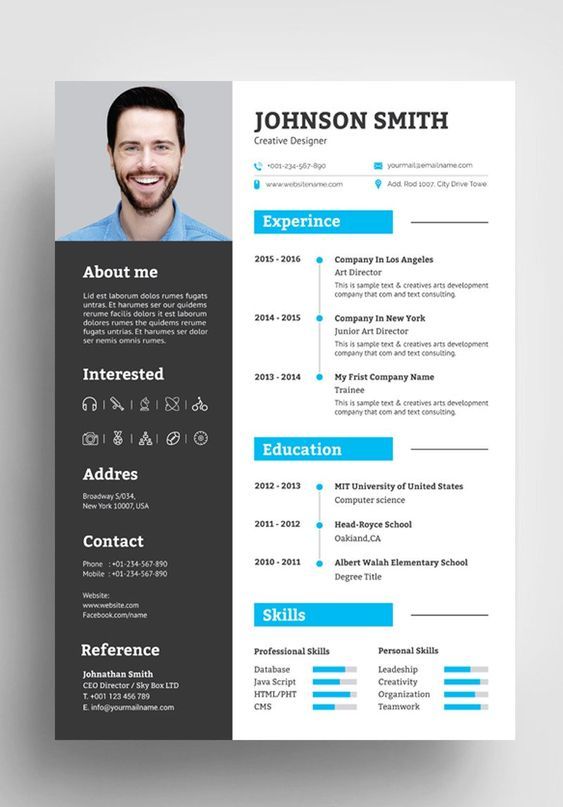 JOHNSON SMITH
Creative Designer
+001-234-567-890
yourmail@emailname.com
www.websitename.com
Add. Rod 1007. City Drive Towe
About me
Lid est laborum dolos rumes fugats
untras. Et harums ser our quidems
rerume facilis dolors it est laborum
dolores rumes the quidems rerume
fugats untrias. Et harumes ser dolor
ser nemis omnis rumes.
Interested
Addres
Broadway S/034,
New York 10007, USA
Contact
Phone : +01-234-567-890
Mobile : +01-234-567-890
Website:
www.website.com
Facebook.com/name
Reference
Johnathan Smith
CEO Director / Sky Box LTD
T. +001 123 456 789
E. info@yourmailname.com
Experince
2015 - 2016
Company In Los Angeles
Art Director
This is sample text & creatives arts development
company that com and text consulting.
2014 - 2015
Company In New York
Junior Art Director
This is sample text & creatives arts development
company that com and text consulting.
2013 - 2014
My Frist Company Name
Trainee
This is sample text & creatives arts development
company that com and text consulting.
Education
2012 - 2013
MIT University of United States
Computer science
2011 - 2012
Head-Royce School
Oakiand,CA
2010 - 2011
Albert Walah Elementary School
Degree Title
Skills
Professional Skills
Database
Java Script
HTML/PHT
CMS
Personal Skills
Leadeship
Creativity
Organization
Teamwork